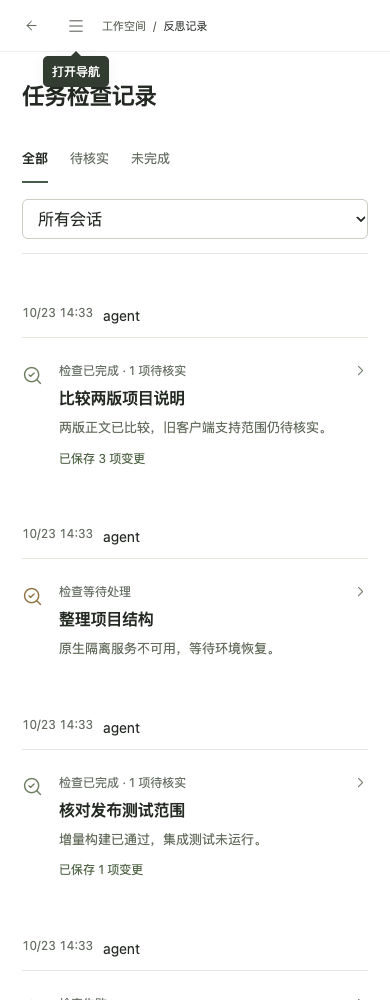 工作空间 / 反思记录
打开导航
任务检查记录
全部 待核实 未完成
所有会话
10/23 14:33 agent
检查已完成 · 1 项待核实
比较两版项目说明
两版正文已比较，旧客户端支持范围仍待核实。
已保存 3 项变更
10/23 14:33 agent
检查等待处理
整理项目结构
原生隔离服务不可用，等待环境恢复。
10/23 14:33 agent
检查已完成 · 1 项待核实
核对发布测试范围
增量构建已通过，集成测试未运行。
已保存 1 项变更
10/23 14:33 agent